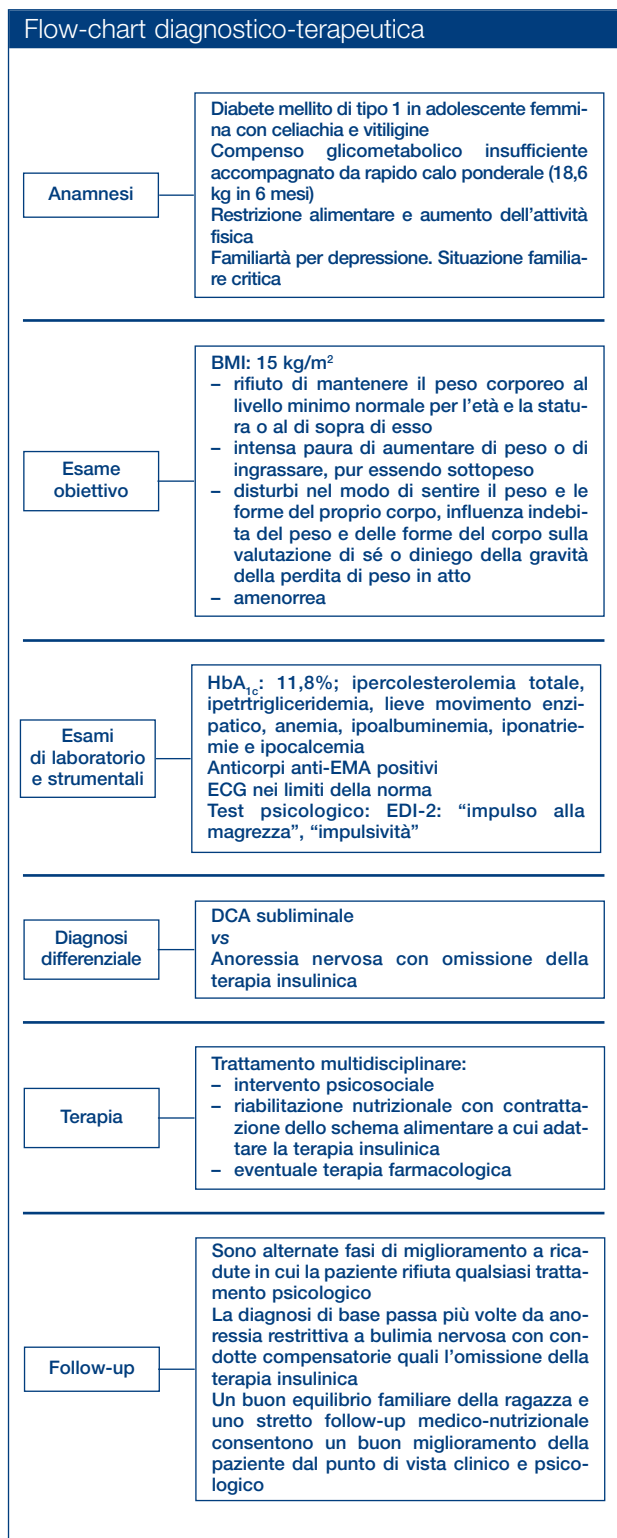 Flow-chart diagnostico-terapeutica
Anamnesi
Diabete mellito di tipo 1 in adolescente femmi-
na con celiachia e vitiligine
Compenso glicometabolico insufficiente
accompagnato da rapido calo ponderale (18,6
kg in 6 mesi)
Restrizione alimentare e aumento dell’attività
fisica
Familiartà per depressione. Situazione familia-
re critica
Esame
obiettivo
BMI: 15 kg/m²
– rifiuto di mantenere il peso corporeo al
livello minimo normale per l’età e la statu-
ra o al di sopra di esso
– intensa paura di aumentare di peso o di
ingrassare, pur essendo sottopeso
– disturbi nel modo di sentire il peso e le
forme del proprio corpo, influenza indebi-
ta del peso e delle forme del corpo sulla
valutazione di sé o diniego della gravità
della perdita di peso in atto
– amenorrea
Esami
di laboratorio
e strumentali
HbA1c: 11,8%; ipercolesterolemia totale,
ipetrtrigliceridemia, lieve movimento enzi-
patico, anemia, ipoalbuminemia, iponatrie-
mie e ipocalcemia
Anticorpi anti-EMA positivi
ECG nei limiti della norma
Test psicologico: EDI-2: “impulso alla
magrezza”, “impulsività”
Diagnosi
differenziale
DCA subliminale
vs
Anoressia nervosa con omissione della
terapia insulinica
Terapia
Trattamento multidisciplinare:
– intervento psicosociale
– riabilitazione nutrizionale con contratta-
zione dello schema alimentare a cui adat-
tare la terapia insulinica
– eventuale terapia farmacologica
Follow-up
Sono alternate fasi di miglioramento a rica-
dute in cui la paziente rifiuta qualsiasi tratta-
mento psicologico
La diagnosi di base passa più volte da ano-
ressia restrittiva a bulimia nervosa con con-
dotte compensatorie quali l’omissione della
terapia insulinica
Un buon equilibrio familiare della ragazza e
uno stretto follow-up medico-nutrizionale
consentono un buon miglioramento della
paziente dal punto di vista clinico e psico-
logico